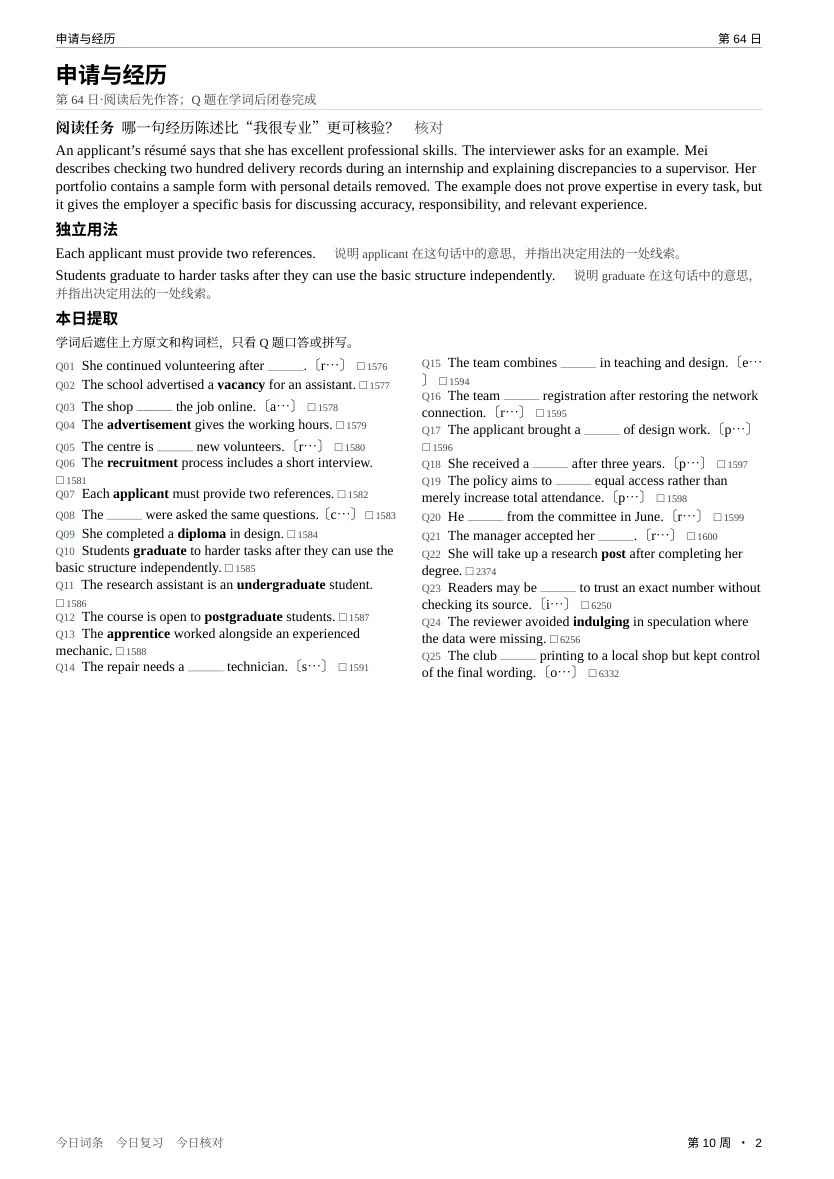 申请与经历 第 64 日
申请与经历
第 64 日·阅读后先作答；Q 题在学词后闭卷完成
阅读任务 哪一句经历陈述比“我很专业”更可核验？ 核对
An applicant’s résumé says that she has excellent professional skills. The interviewer asks for an example. Mei
describes checking two hundred delivery records during an internship and explaining discrepancies to a supervisor. Her
portfolio contains a sample form with personal details removed. The example does not prove expertise in every task, but
it gives the employer a specific basis for discussing accuracy, responsibility, and relevant experience.
独立用法
Each applicant must provide two references. 说明 applicant 在这句话中的意思，并指出决定用法的一处线索。
Students graduate to harder tasks after they can use the basic structure independently. 说明 graduate 在这句话中的意思，
并指出决定用法的一处线索。
本日提取
学词后遮住上方原文和构词栏，只看 Q 题口答或拼写。
Q01 She continued volunteering after _____.〔r···〕 □ 1576
Q02 The school advertised a vacancy for an assistant. □ 1577
Q03 The shop _____ the job online.〔a···〕 □ 1578
Q04 The advertisement gives the working hours. □ 1579
Q05 The centre is _____ new volunteers.〔r···〕 □ 1580
Q06 The recruitment process includes a short interview.
□ 1581
Q07 Each applicant must provide two references. □ 1582
Q08 The _____ were asked the same questions.〔c···〕 □ 1583
Q09 She completed a diploma in design. □ 1584
Q10 Students graduate to harder tasks after they can use the
basic structure independently. □ 1585
Q11 The research assistant is an undergraduate student.
□ 1586
Q12 The course is open to postgraduate students. □ 1587
Q13 The apprentice worked alongside an experienced
mechanic. □ 1588
Q14 The repair needs a _____ technician.〔s···〕 □ 1591
Q15 The team combines _____ in teaching and design.〔e···
〕 □ 1594
Q16 The team _____ registration after restoring the network
connection.〔r···〕 □ 1595
Q17 The applicant brought a _____ of design work.〔p···〕
□ 1596
Q18 She received a _____ after three years.〔p···〕 □ 1597
Q19 The policy aims to _____ equal access rather than
merely increase total attendance.〔p···〕 □ 1598
Q20 He _____ from the committee in June.〔r···〕 □ 1599
Q21 The manager accepted her _____.〔r···〕 □ 1600
Q22 She will take up a research post after completing her
degree. □ 2374
Q23 Readers may be _____ to trust an exact number without
checking its source.〔i···〕 □ 6250
Q24 The reviewer avoided indulging in speculation where
the data were missing. □ 6256
Q25 The club _____ printing to a local shop but kept control
of the final wording.〔o···〕 □ 6332
今日词条 今日复习 今日核对 第 10 周 · 2